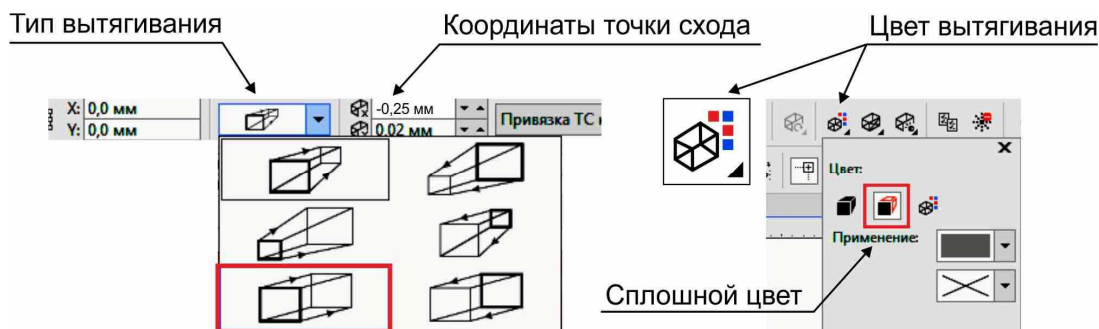 Тип вытягивания
Координаты точки схода
Цвет вытягивания
X: 0,0 мм
Y: 0,0 мм
-0,25 мм
0,02 мм
Привязка ТС
Цвет:
Применение:
Сплошной цвет